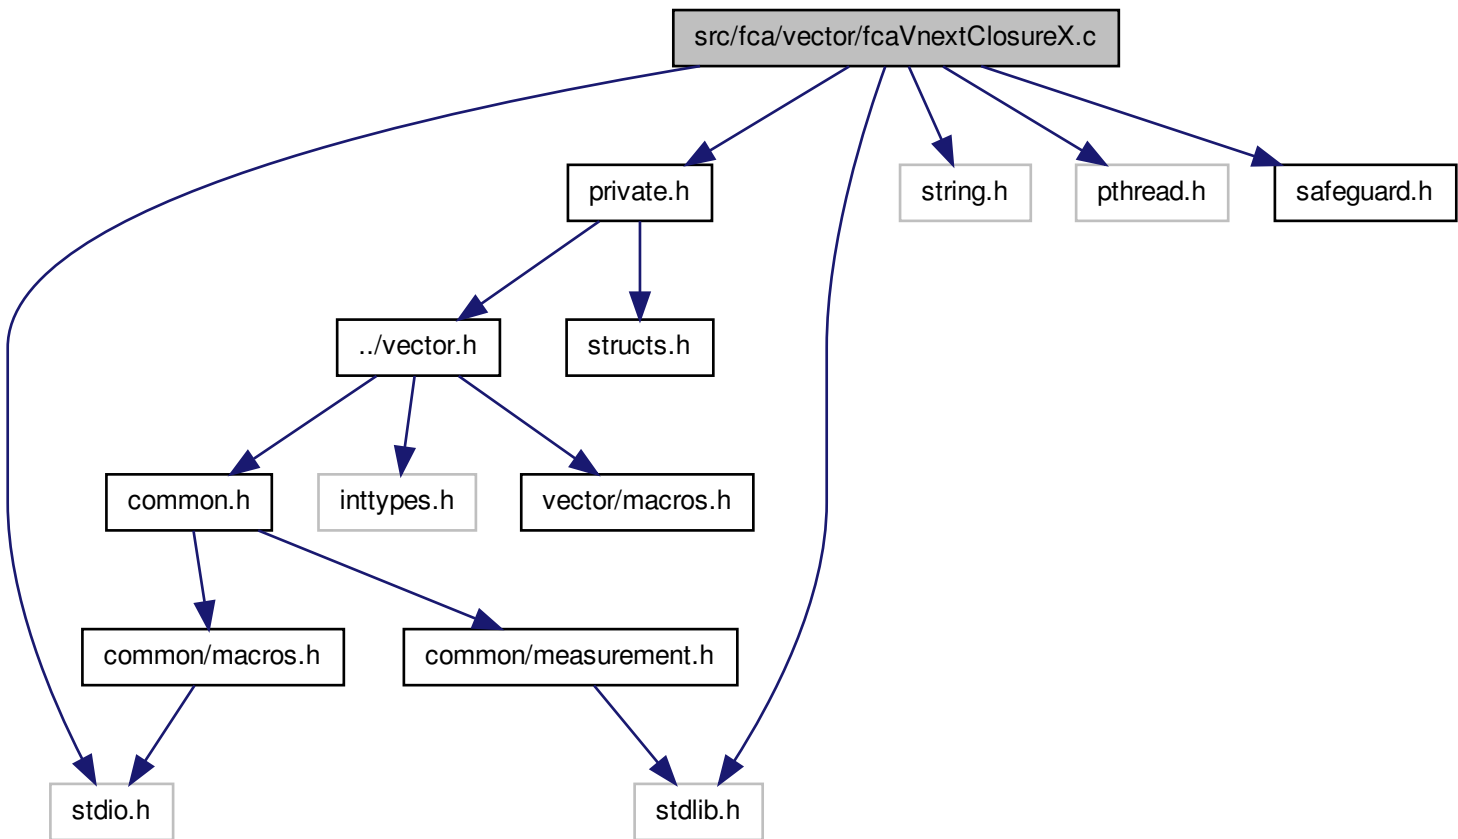 src/fca/vector/fcaVnextClosureX.c
private.h
string.h
pthread.h
safeguard.h
../vector.h
structs.h
common.h
inttypes.h
vector/macros.h
common/macros.h
common/measurement.h
stdio.h
stdlib.h